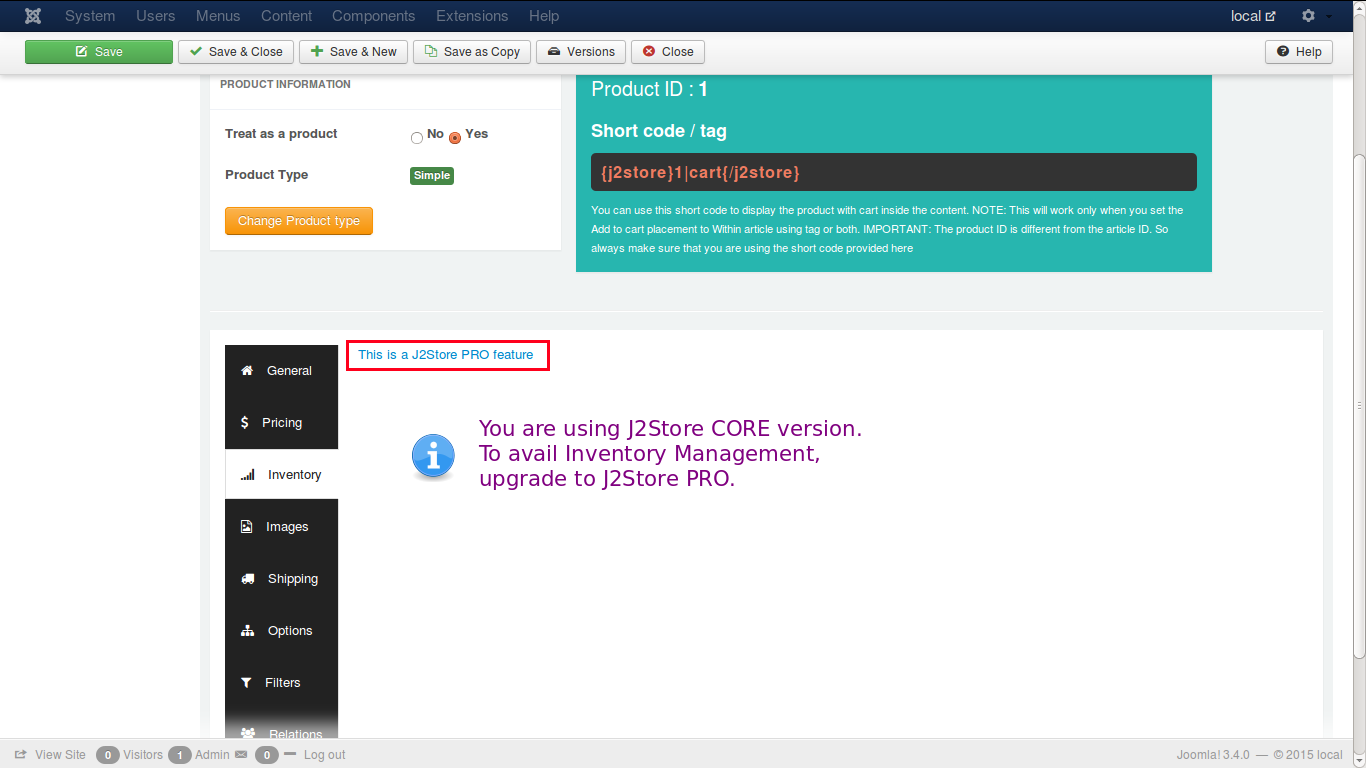 System Users Menus Content Components Extensions Help local
Save Save & Close Save & New Save as Copy Versions Close Help
PRODUCT INFORMATION
Treat as a product No Yes
Product Type Simple
Change Product type
Product ID : 1
Short code / tag
{j2store}1|cart{/j2store}
You can use this short code to display the product with cart inside the content. NOTE: This will work only when you set the
Add to cart placement to Within article using tag or both. IMPORTANT: The product ID is different from the article ID. So
always make sure that you are using the short code provided here
General
Pricing
Inventory
Images
Shipping
Options
Filters
Relations
This is a J2Store PRO feature
You are using J2Store CORE version.
To avail Inventory Management,
upgrade to J2Store PRO.
View Site 0 Visitors 1 Admin 0 Log out Joomla! 3.4.0 — © 2015 local